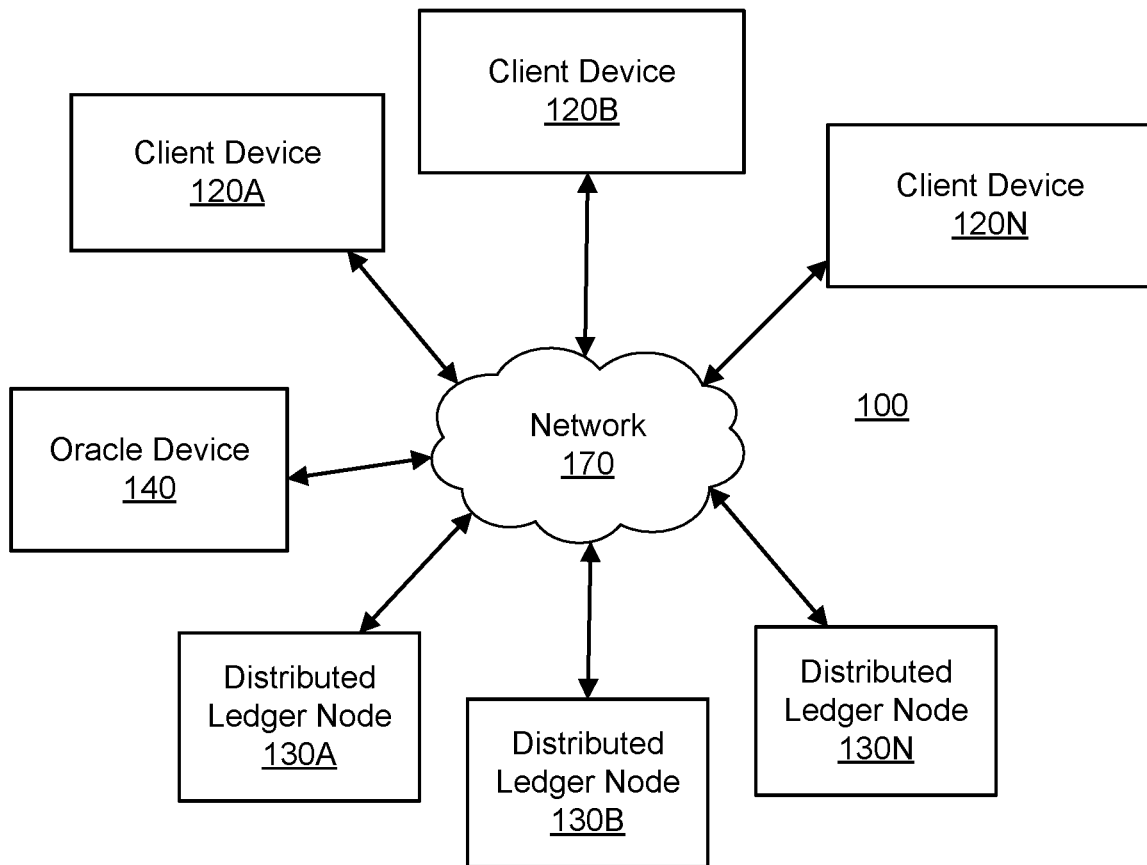 Client Device
120B
Client Device
120A
Client Device
120N
Network
170
100
Oracle Device
140
Distributed
Ledger Node
130A
Distributed
Ledger Node
130B
Distributed
Ledger Node
130N